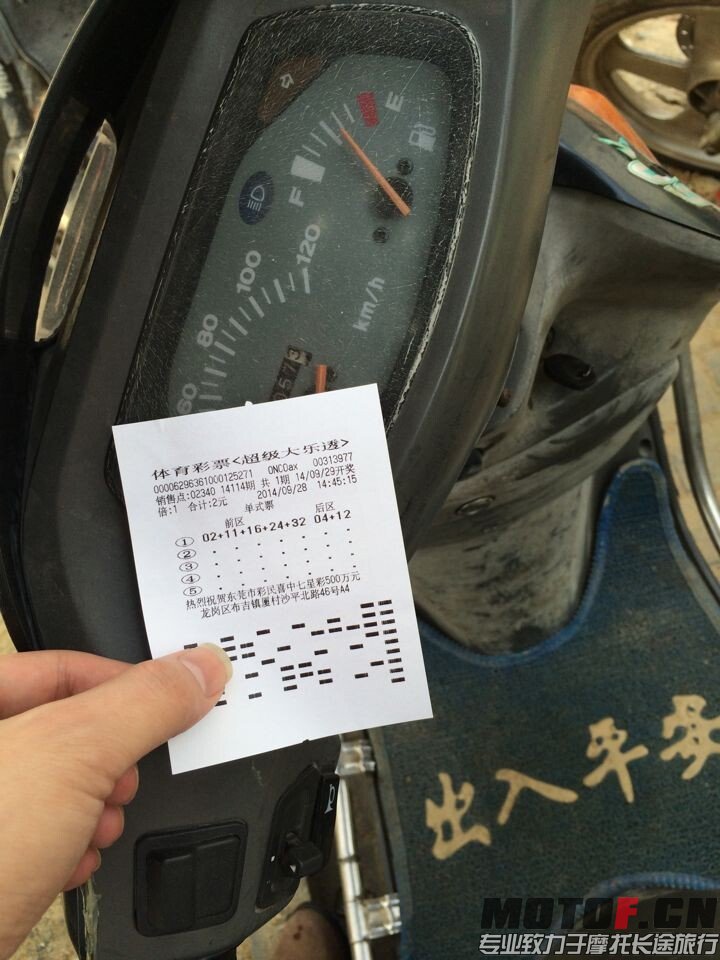 E
F
120
100
80
60
km/h
体育彩票<超级大乐透>
00006296361000125271 0NC0ax 00313977
销售点:02340 14114期 共 1期 14/09/29开奖
倍:1 合计:2元 2014/09/28 14:45:15
单式票
前区 后区
① 02+11+16+24+32 04+12
②
③
④
⑤
热烈祝贺东莞市彩民喜中七星彩500万元
龙岗区布吉镇厦村沙平北路46号A4
出入平安
MOTOF.CN
专业致力于摩托长途旅行